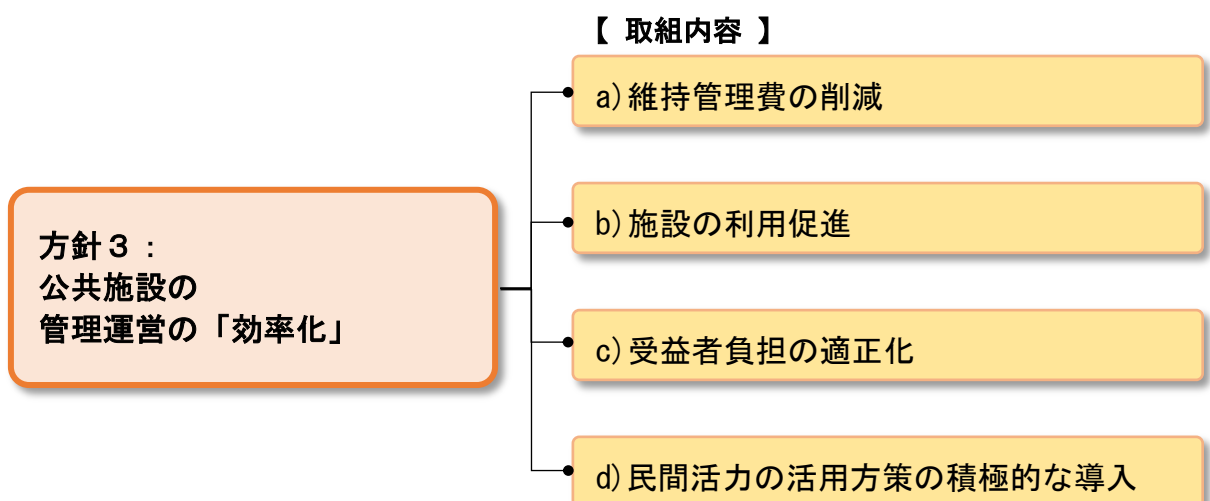 【 取組内容 】
a)維持管理費の削減
b)施設の利用促進
方針３：
公共施設の
管理運営の「効率化」
c)受益者負担の適正化
d)民間活力の活用方策の積極的な導入